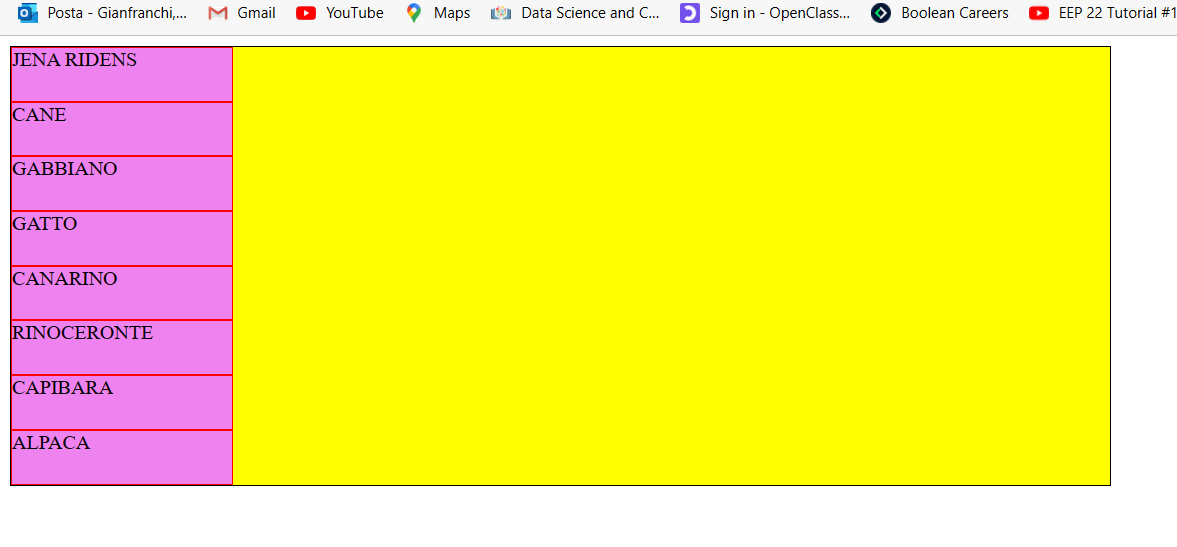 Posta - Gianfranchi,... Gmail YouTube Maps Data Science and C... Sign in - OpenClass... Boolean Careers EEP 22 Tutorial #1
JENA RIDENS
CANE
GABBIANO
GATTO
CANARINO
RINOCERONTE
CAPIBARA
ALPACA